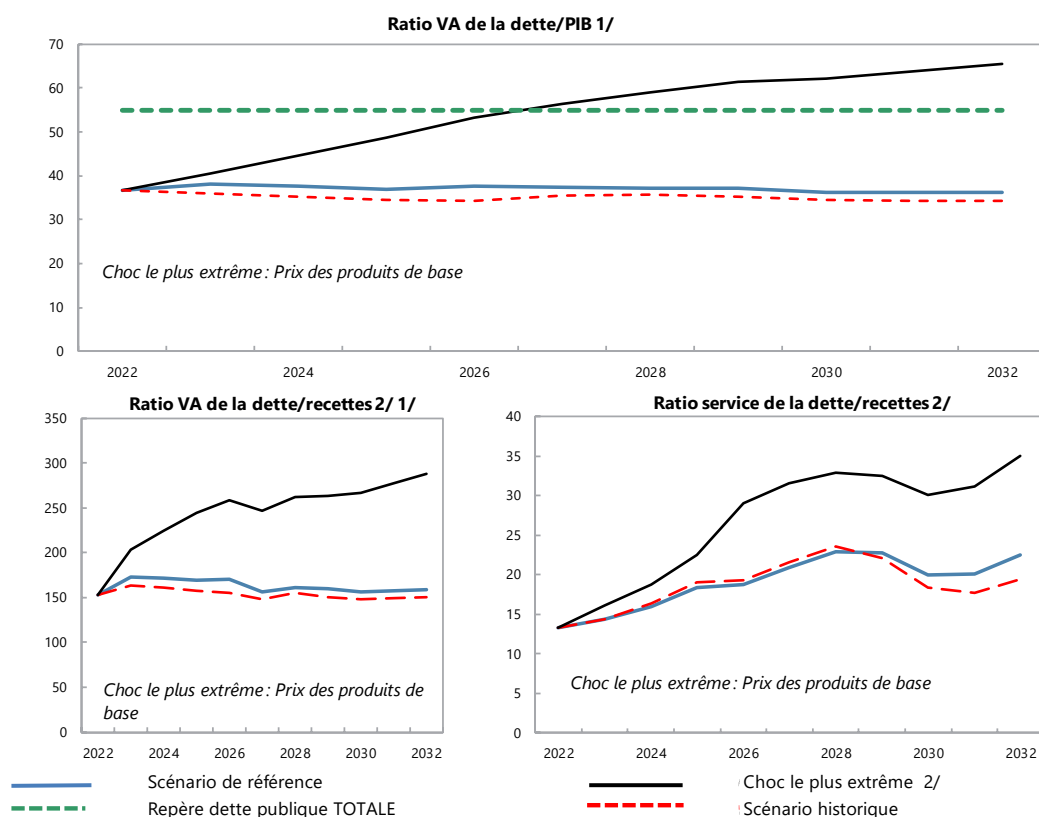 Ratio VA de la dette/PIB 1/
70
60
50
40
30
20
10
0
Choc le plus extrême : Prix des produits de base
2022 2024 2026 2028 2030 2032
Ratio VA de la dette/recettes 2/ 1/
350
300
250
200
150
100
50
0
Choc le plus extrême : Prix des produits de
base
2022 2024 2026 2028 2030 2032
Ratio service de la dette/recettes 2/
40
35
30
25
20
15
10
5
0
Choc le plus extrême : Prix des produits de base
2022 2024 2026 2028 2030 2032
Scénario de référence
Choc le plus extrême 2/
Repère dette publique TOTALE
Scénario historique